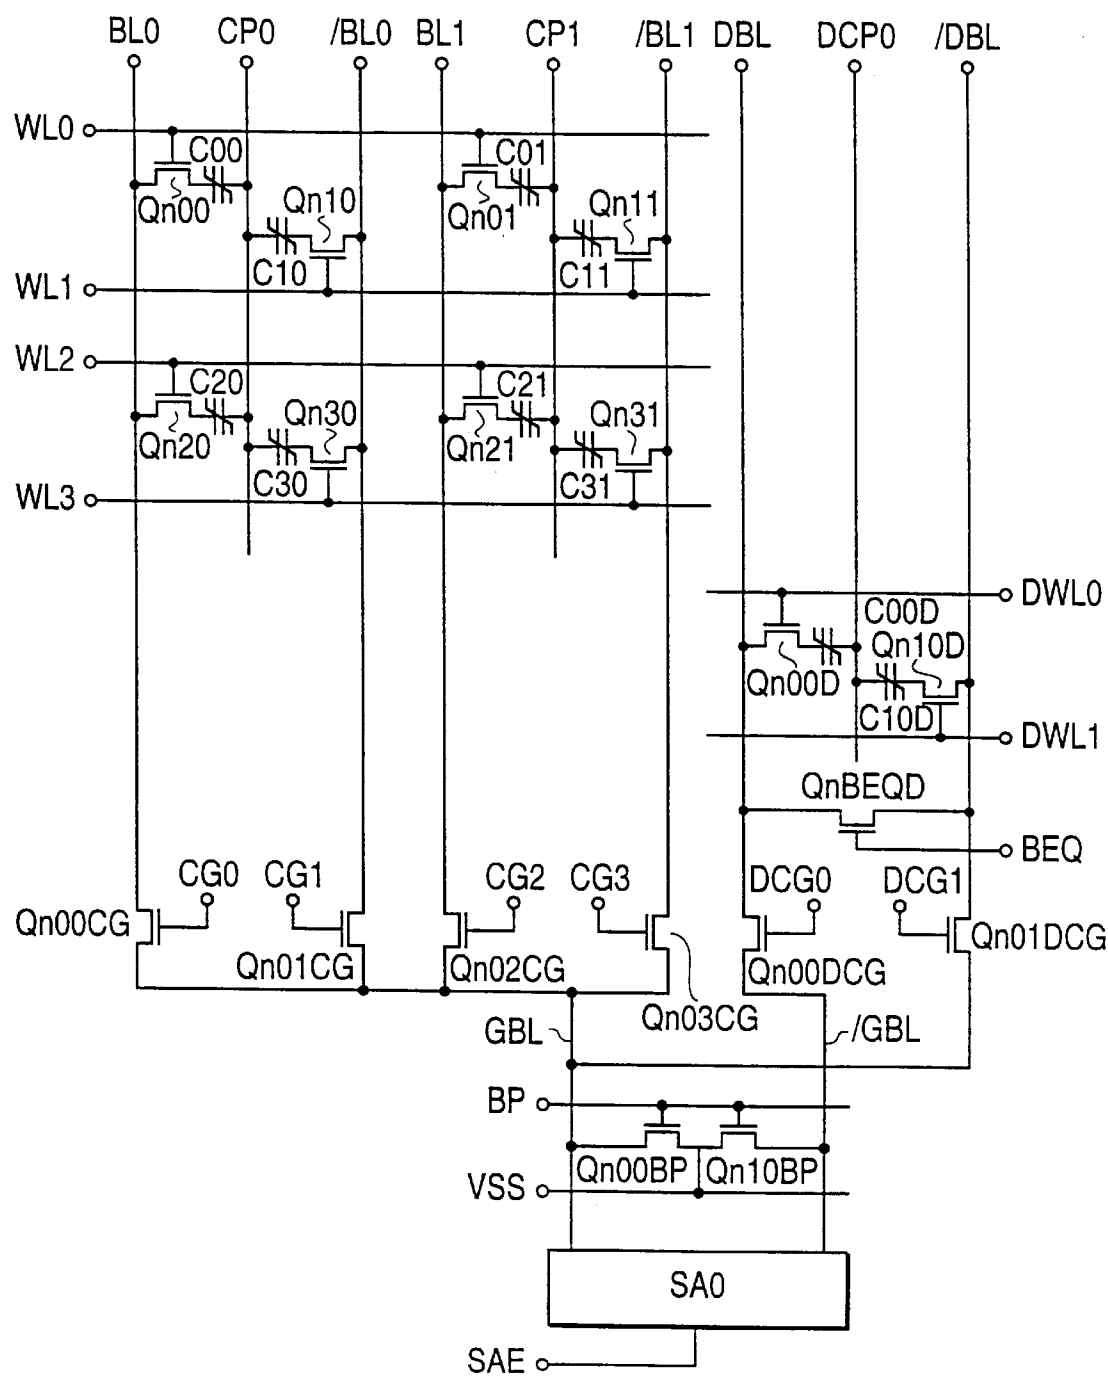 BL0 CP0 /BL0 BL1 CP1 /BL1 DBL DCP0 /DBL
WL0
C00 C01
Qn00 Qn10 Qn01 Qn11
C10 C11
WL1
WL2
C20 C21
Qn20 Qn30 Qn21 Qn31
C30 C31
WL3
DWL0
C00D
Qn10D
Qn00D
C10D
DWL1
QnBEQD
BEQ
CG0 CG1 CG2 CG3 DCG0 DCG1
Qn00CG Qn01DCG
Qn01CG Qn02CG Qn00DCG
Qn03CG
GBL /GBL
BP
Qn00BP Qn10BP
VSS
SA0
SAE